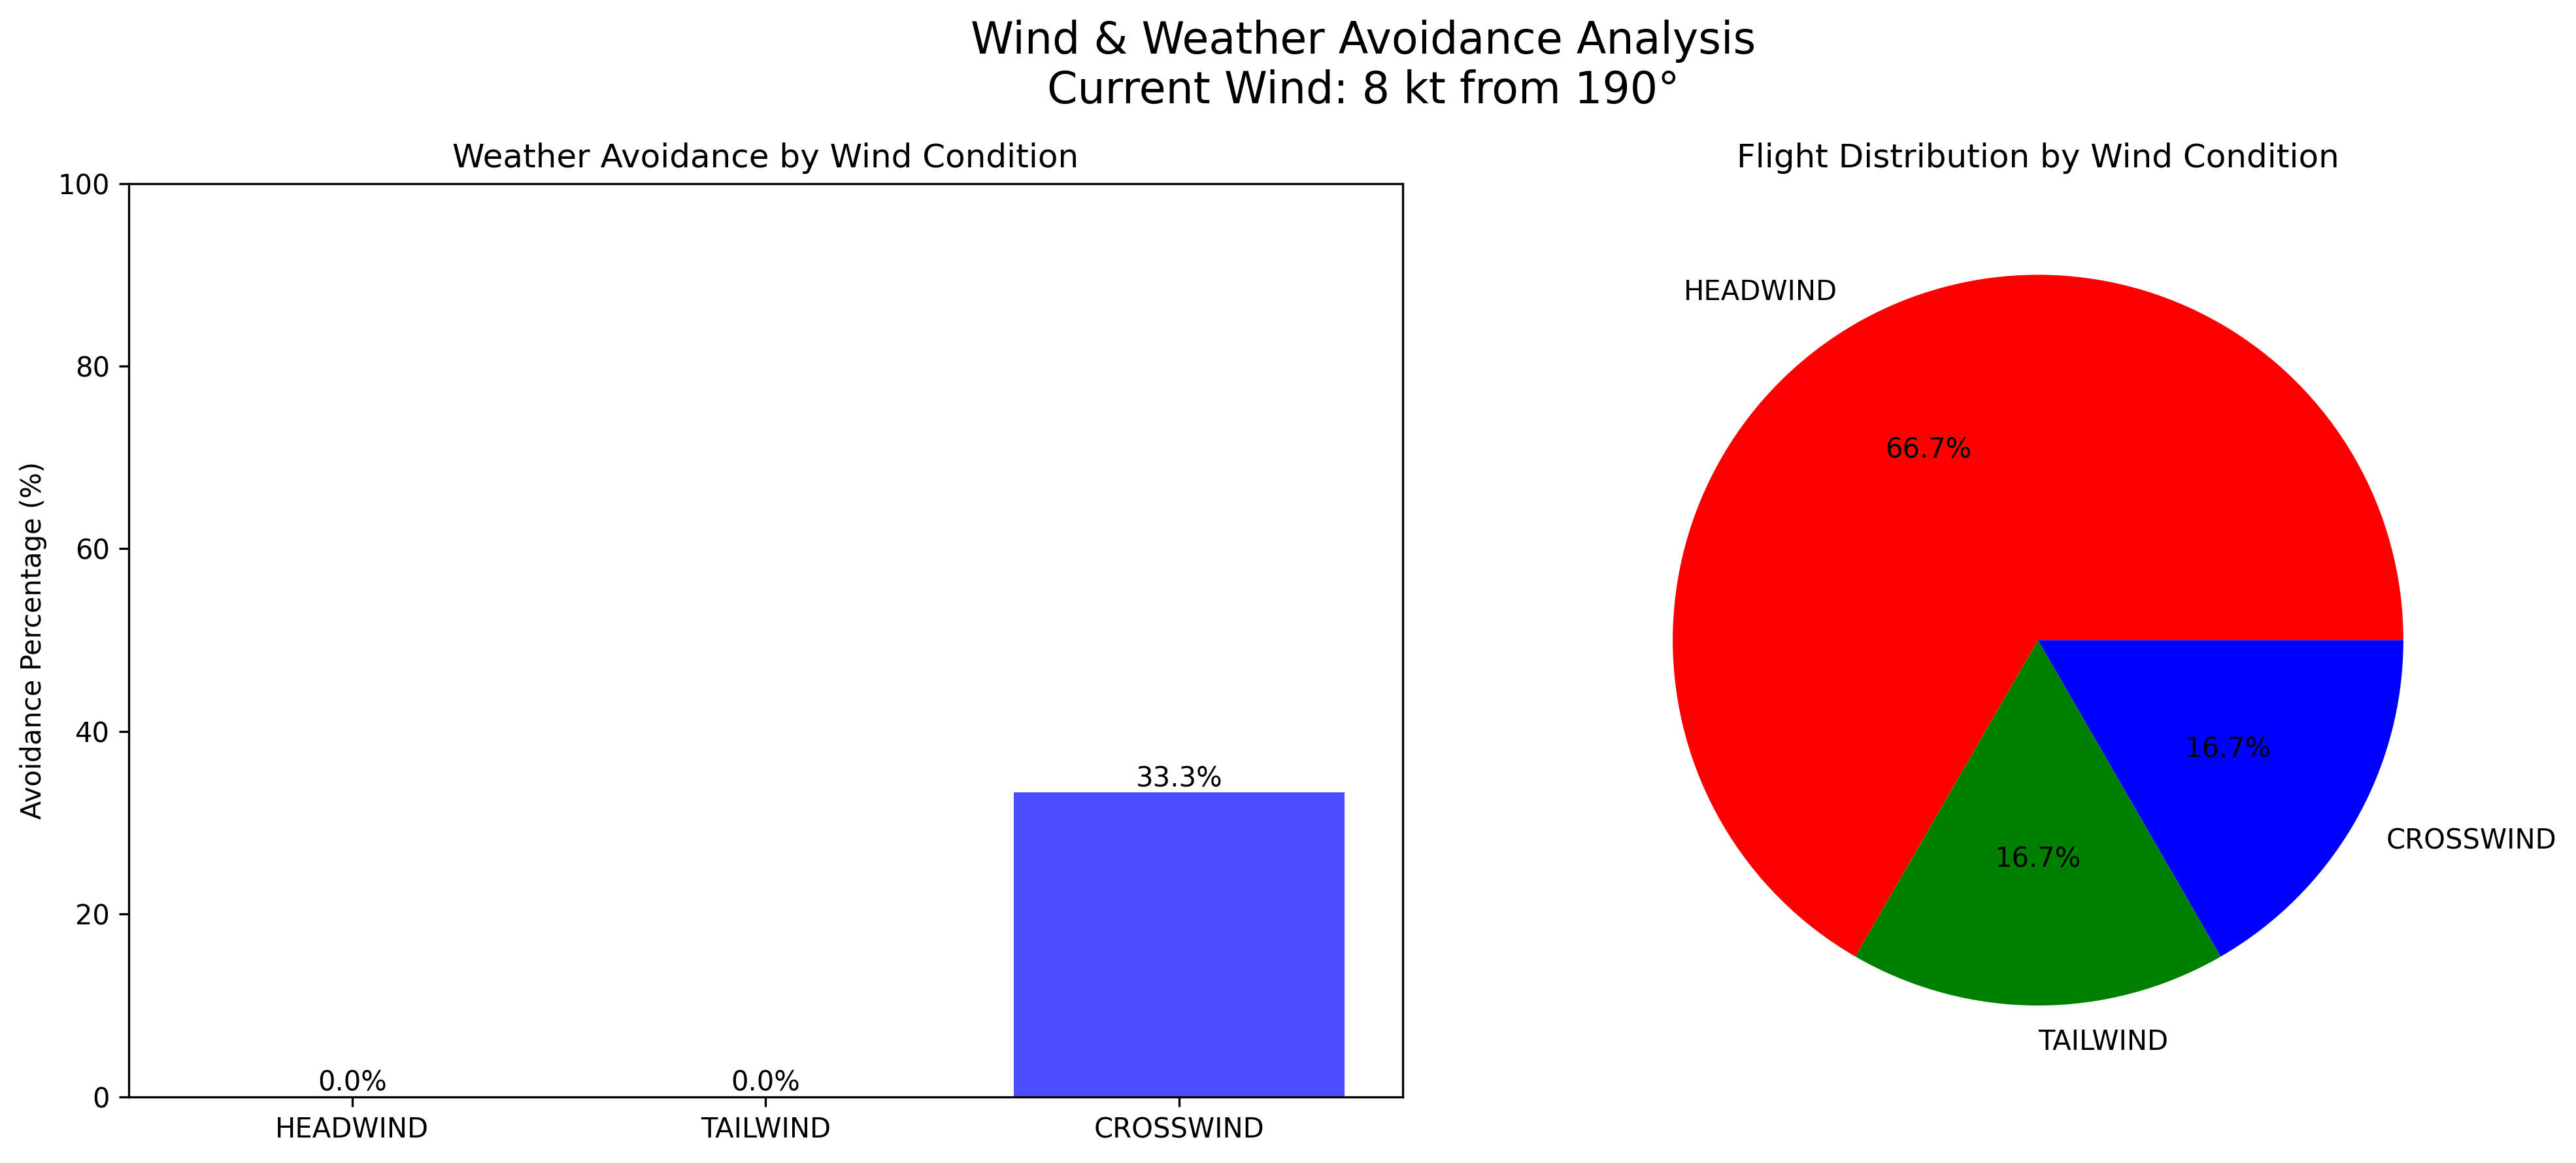 Wind & Weather Avoidance Analysis
Current Wind: 8 kt from 190°
Weather Avoidance by Wind Condition
100
80
60
40
20
0
Avoidance Percentage (%)
0.0%
0.0%
33.3%
HEADWIND
TAILWIND
CROSSWIND
Flight Distribution by Wind Condition
HEADWIND
66.7%
16.7%
CROSSWIND
16.7%
TAILWIND